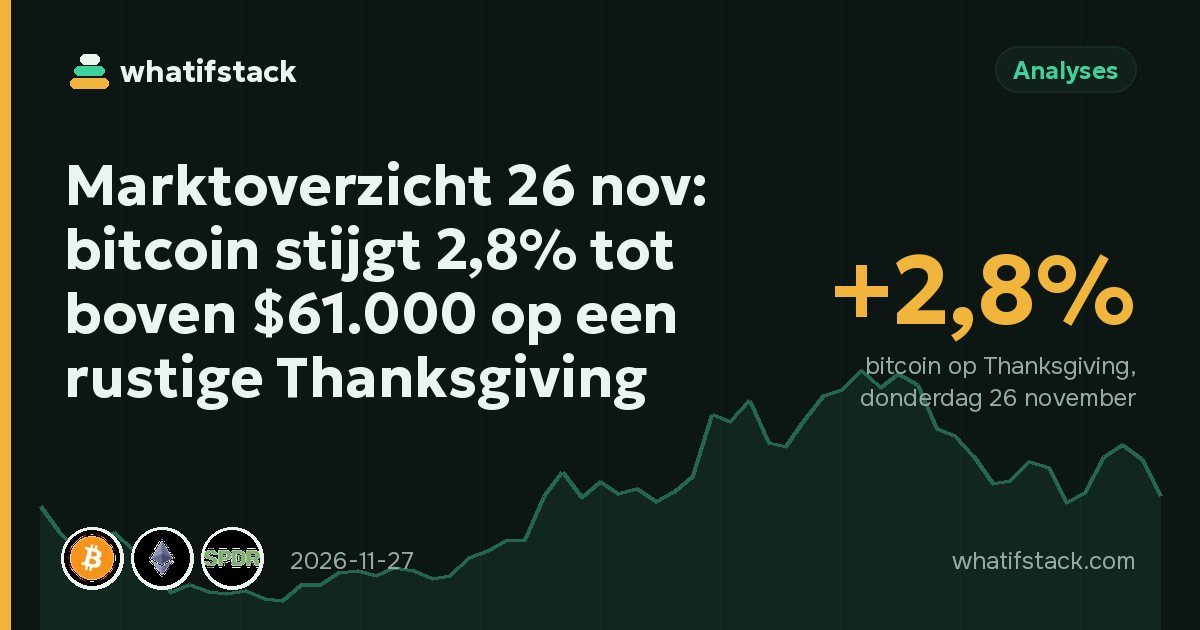 whatifstack
Analyses
Marktoverzicht 26 nov:
bitcoin stijgt 2,8% tot
boven $61.000 op een
rustige Thanksgiving
+2,8%
bitcoin op Thanksgiving,
donderdag 26 november
SPDR
2026-11-27
whatifstack.com